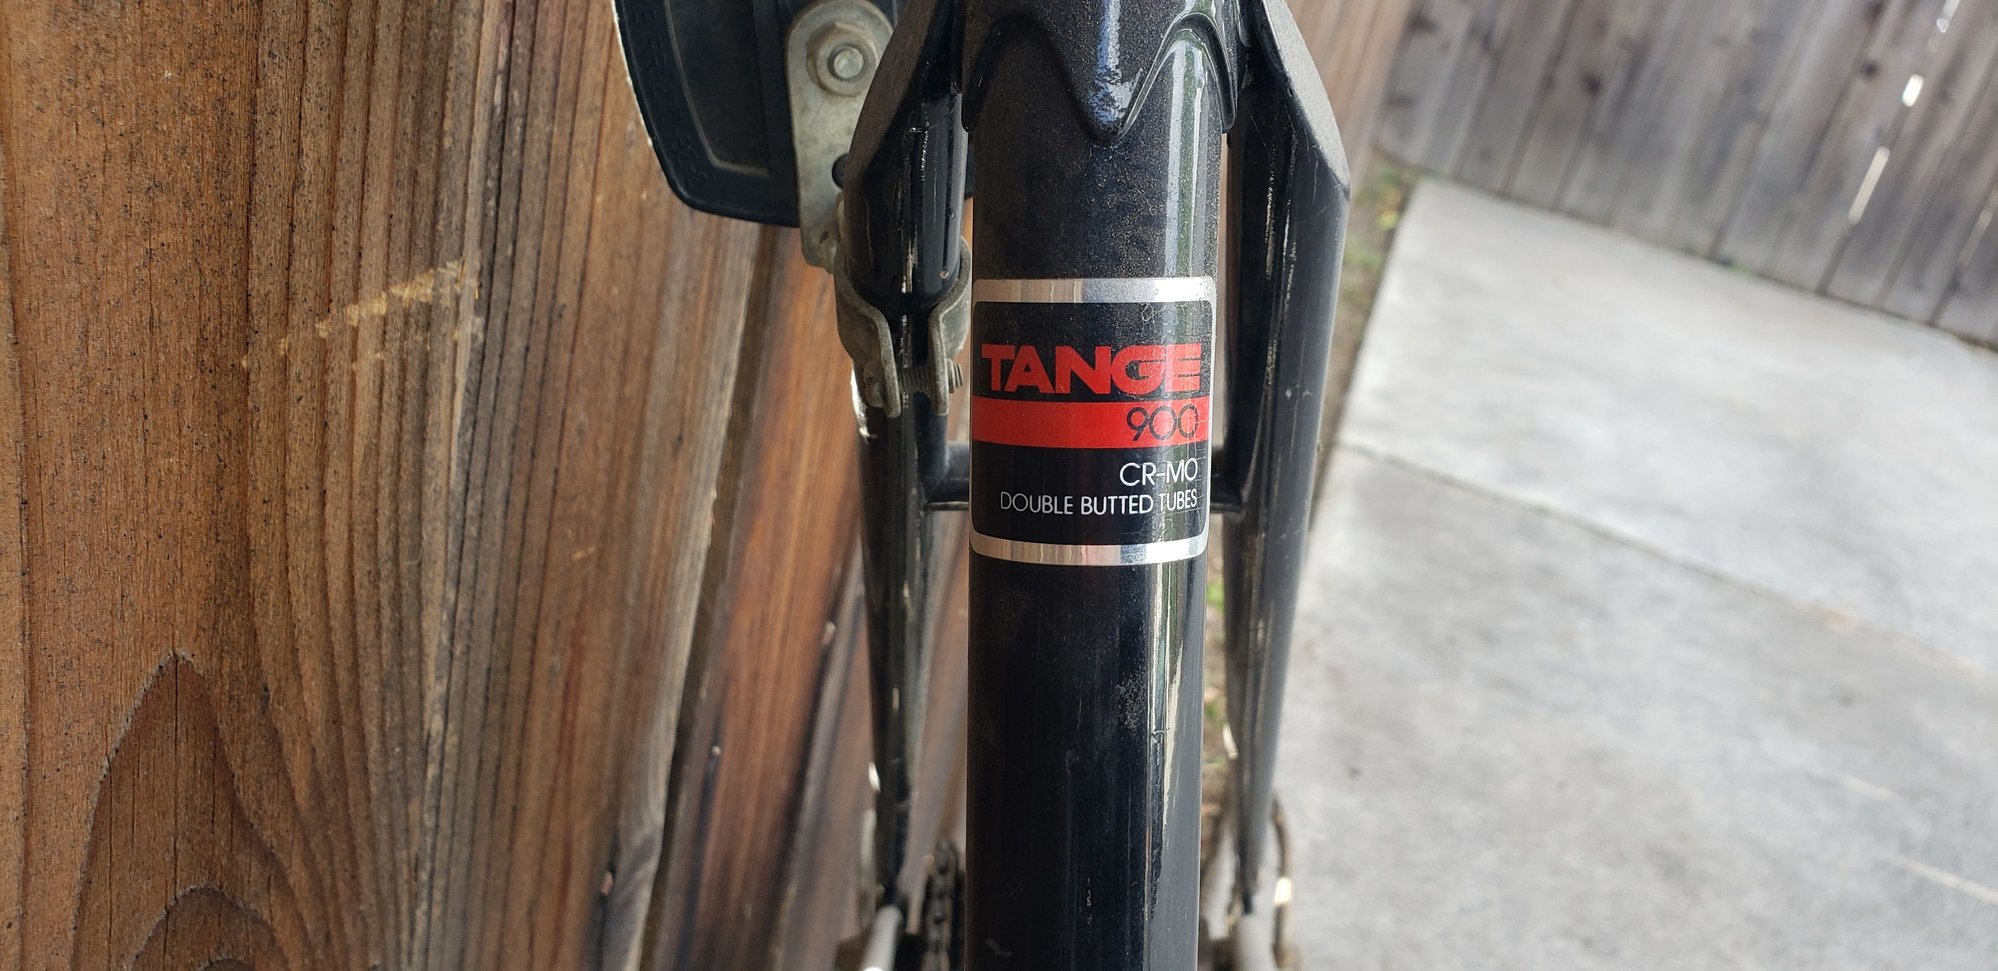 TANGE
900
CR-MO
DOUBLE BUTTED TUBES